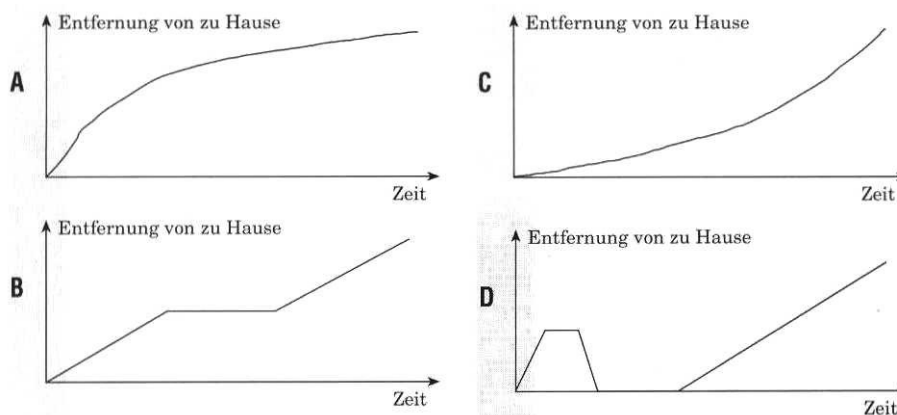 Entfernung von zu Hause
A
Zeit
Entfernung von zu Hause
C
Zeit
Entfernung von zu Hause
B
Zeit
Entfernung von zu Hause
D
Zeit